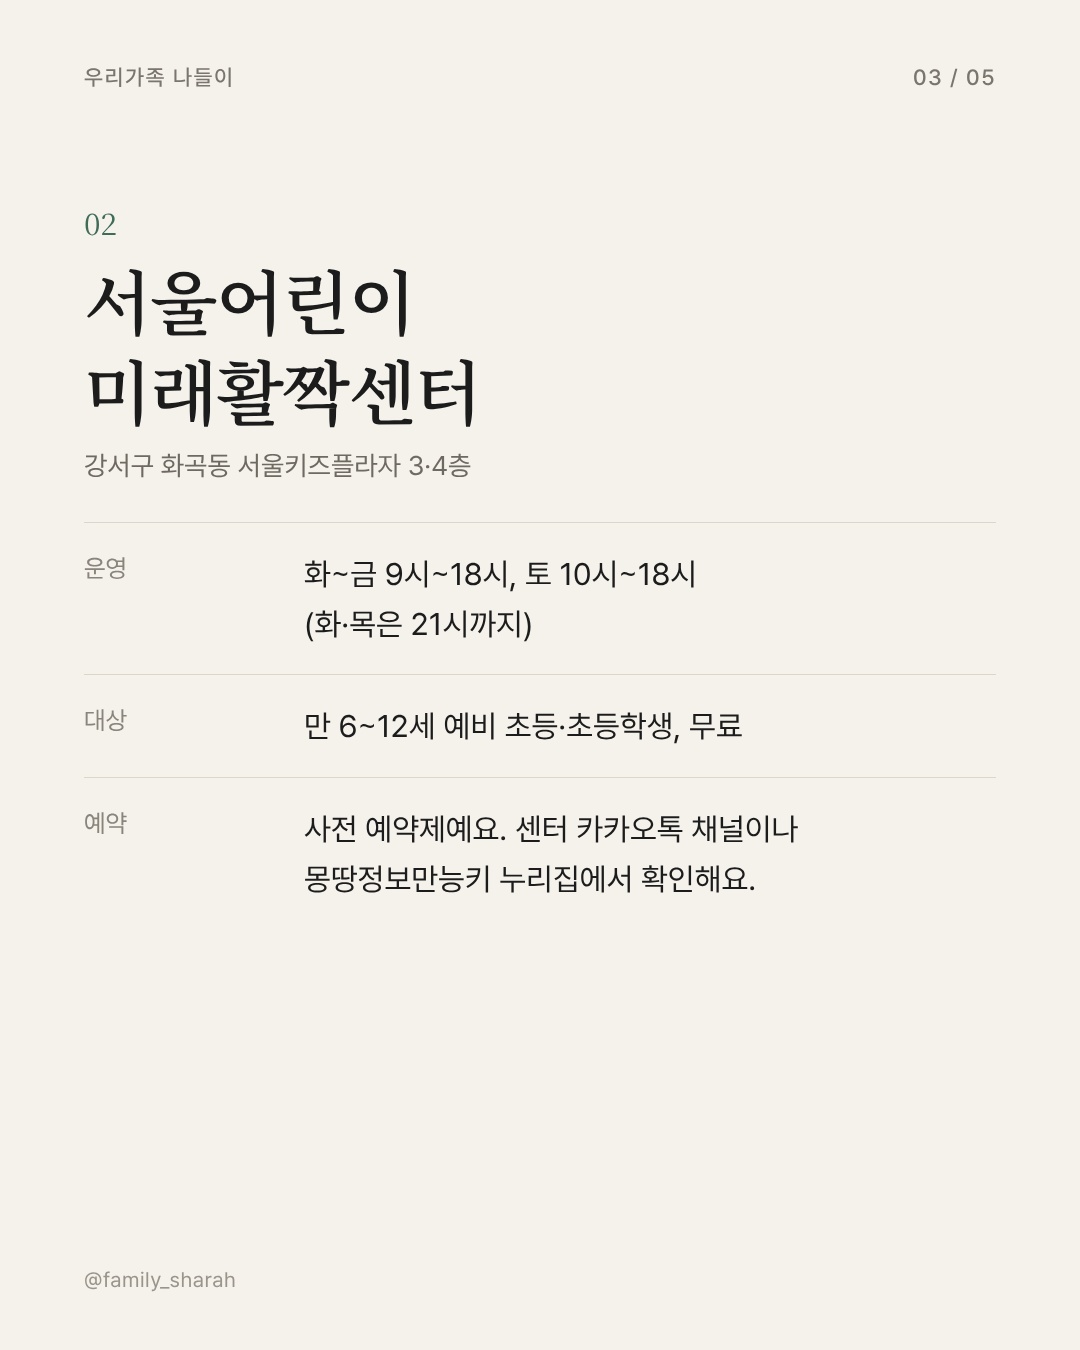 우리가족 나들이
03 / 05
02
서울어린이
미래활짝센터
강서구 화곡동 서울키즈플라자 3·4층
운영
화~금 9시~18시, 토 10시~18시
(화·목은 21시까지)
대상
만 6~12세 예비 초등·초등학생, 무료
예약
사전 예약제예요. 센터 카카오톡 채널이나
몽땅정보만능키 누리집에서 확인해요.
@family_sharah